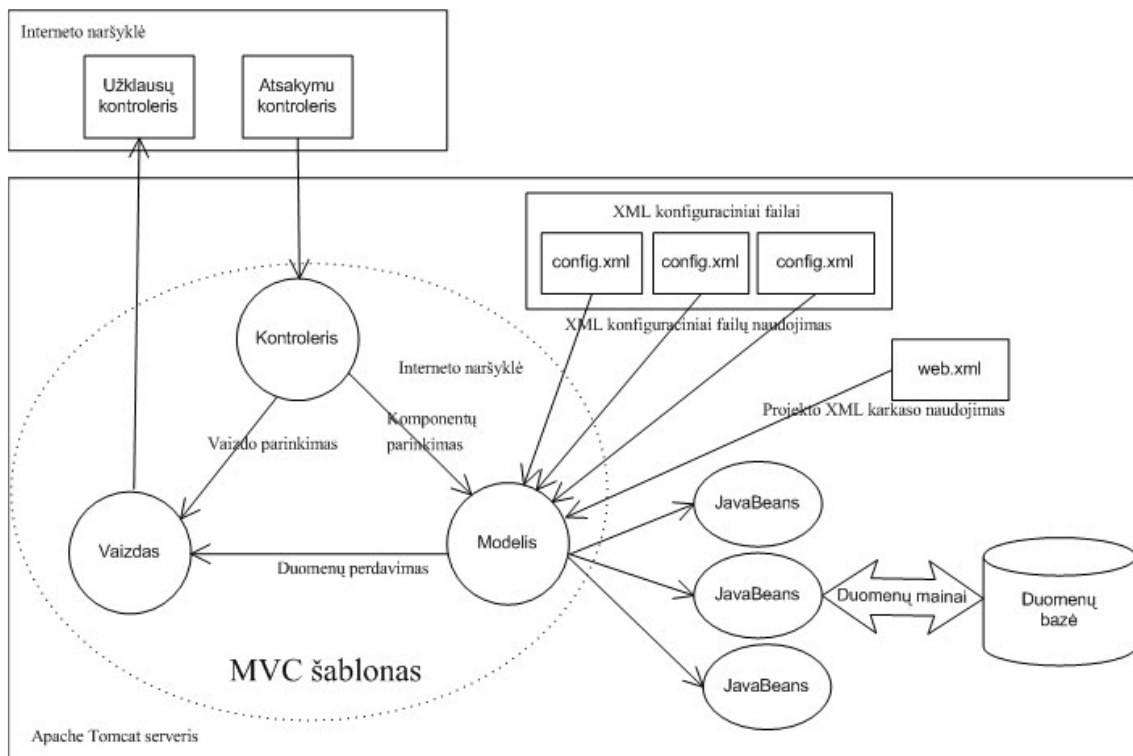 Interneto naršyklė
Užklausų
kontroleris
Atsakymu
kontroleris
XML konfiguraciniai failai
config.xml
config.xml
config.xml
XML konfiguraciniai failų naudojimas
Kontroleris
Interneto naršyklė
web.xml
Projekto XML karkaso naudojimas
Komponentų
parinkimas
Vaizdo parinkimas
JavaBeans
Vaizdas
Modelis
Duomenų perdavimas
JavaBeans
Duomenų mainai
Duomenų
bazė
MVC šablonas
JavaBeans
Apache Tomcat serveris